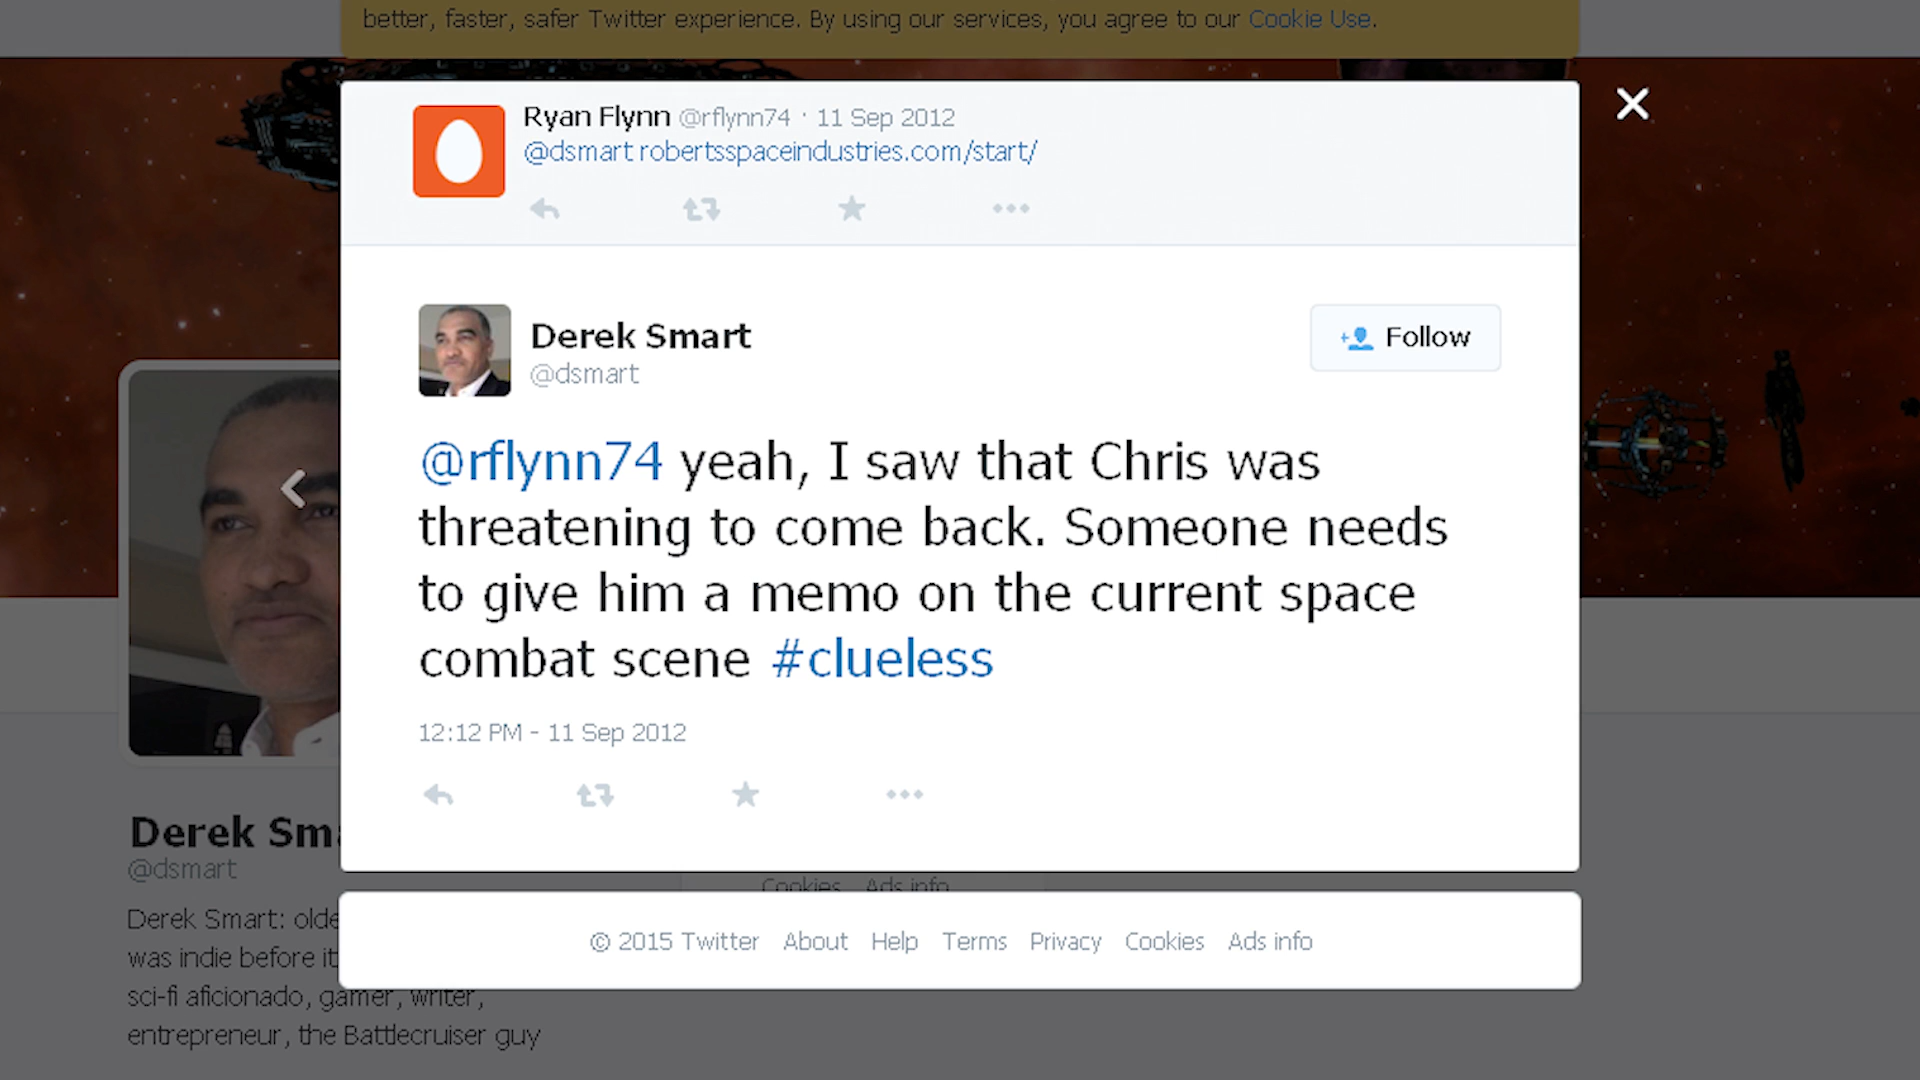 better, faster, safer Twitter experience. By using our services, you agree to our Cookie Use.
Ryan Flynn @rflynn74 · 11 Sep 2012
@dsmart robertsspaceindustries.com/start/
Derek Smart
@dsmart
Follow
@rflynn74 yeah, I saw that Chris was
threatening to come back. Someone needs
to give him a memo on the current space
combat scene #clueless
12:12 PM - 11 Sep 2012
Derek Sma
@dsmart
Cookies Ads info
Derek Smart: olde
was indie before it
sci-fi aficionado, gamer, writer,
entrepreneur, the Battlecruiser guy
© 2015 Twitter About Help Terms Privacy Cookies Ads info